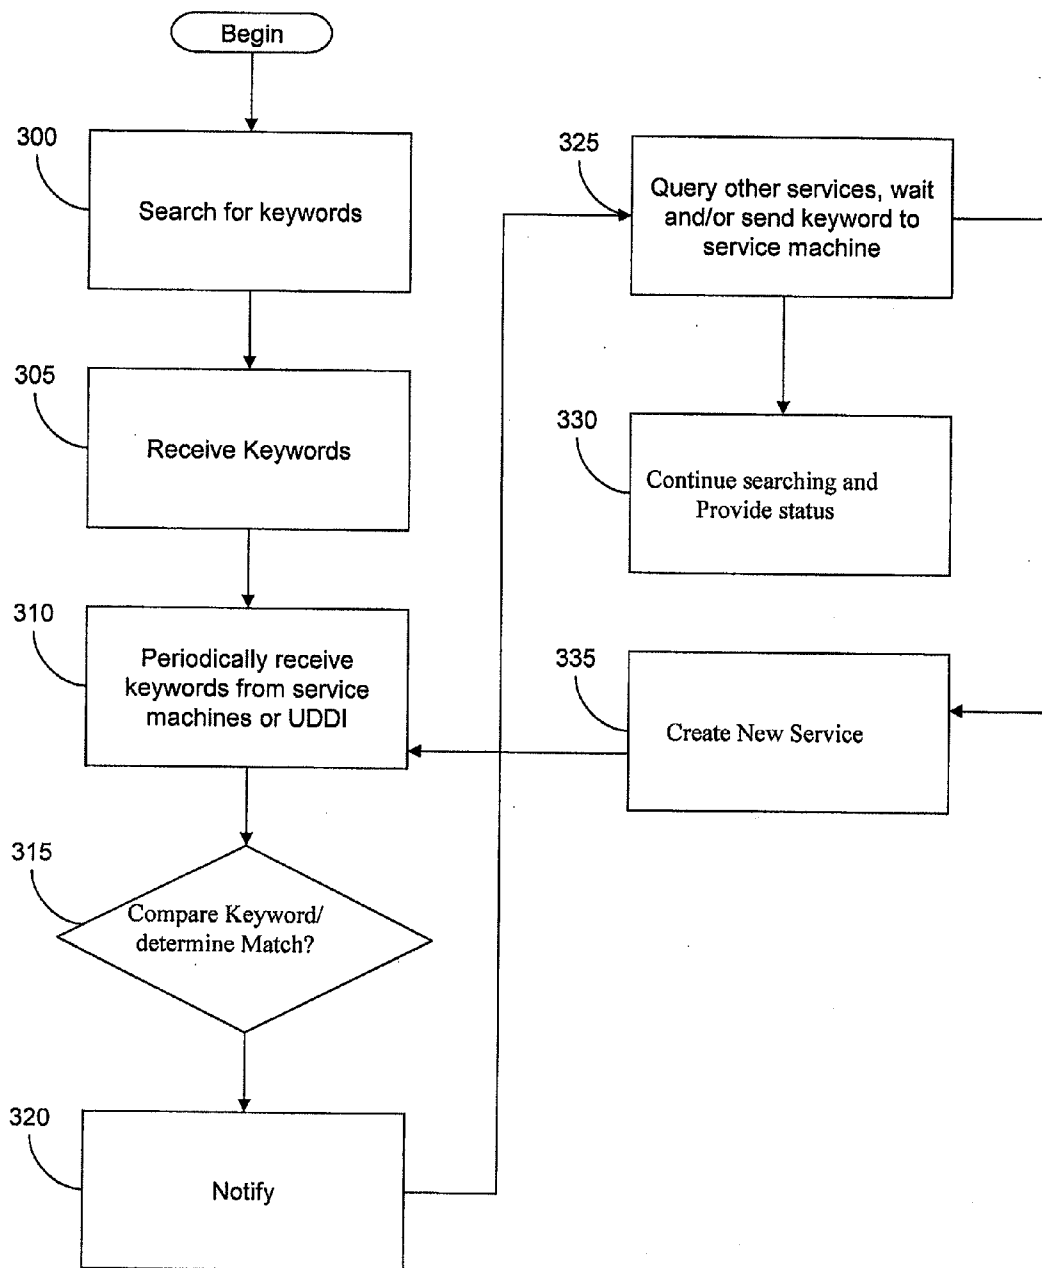 Begin
300
Search for keywords
305
Receive Keywords
310
Periodically receive
keywords from service
machines or UDDI
315
Compare Keyword/
determine Match?
320
Notify
325
Query other services, wait
and/or send keyword to
service machine
330
Continue searching and
Provide status
335
Create New Service